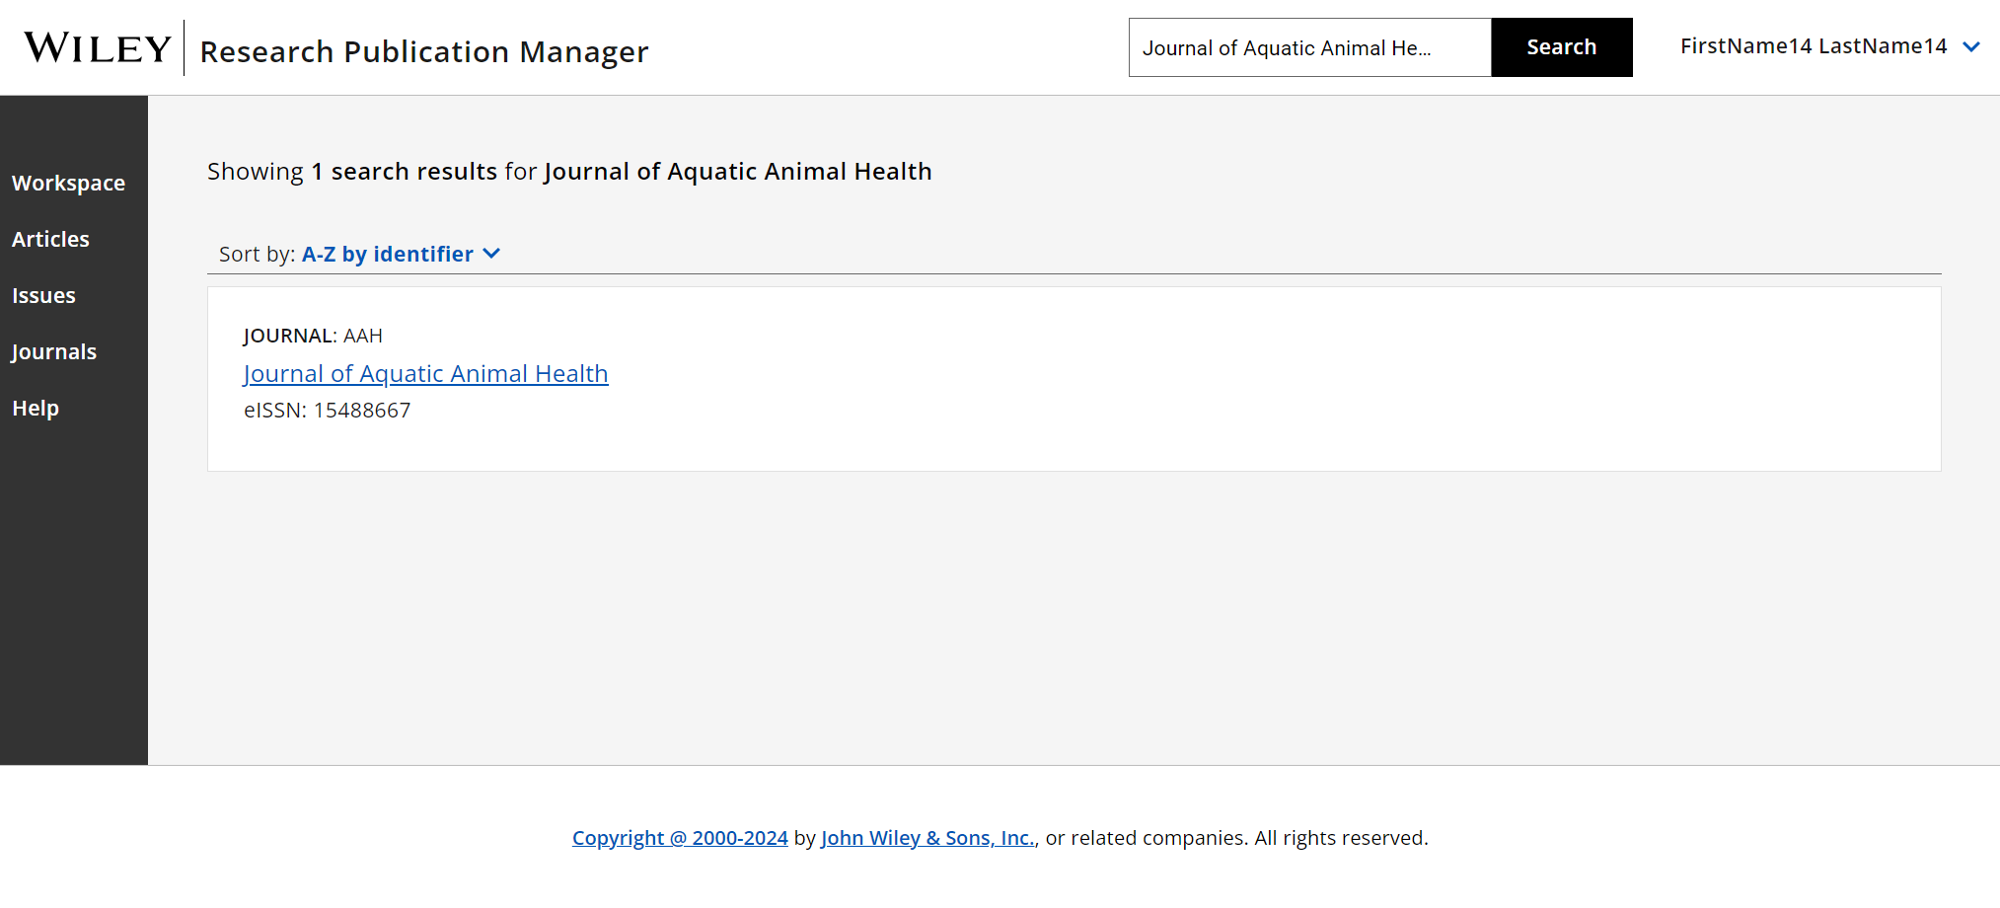 WILEY Research Publication Manager
Journal of Aquatic Animal He...
Search
FirstName14 LastName14
Workspace
Articles
Issues
Journals
Help
Showing 1 search results for Journal of Aquatic Animal Health
Sort by: A-Z by identifier
JOURNAL: AAH
Journal of Aquatic Animal Health
eISSN: 15488667
Copyright @ 2000-2024 by John Wiley & Sons, Inc., or related companies. All rights reserved.